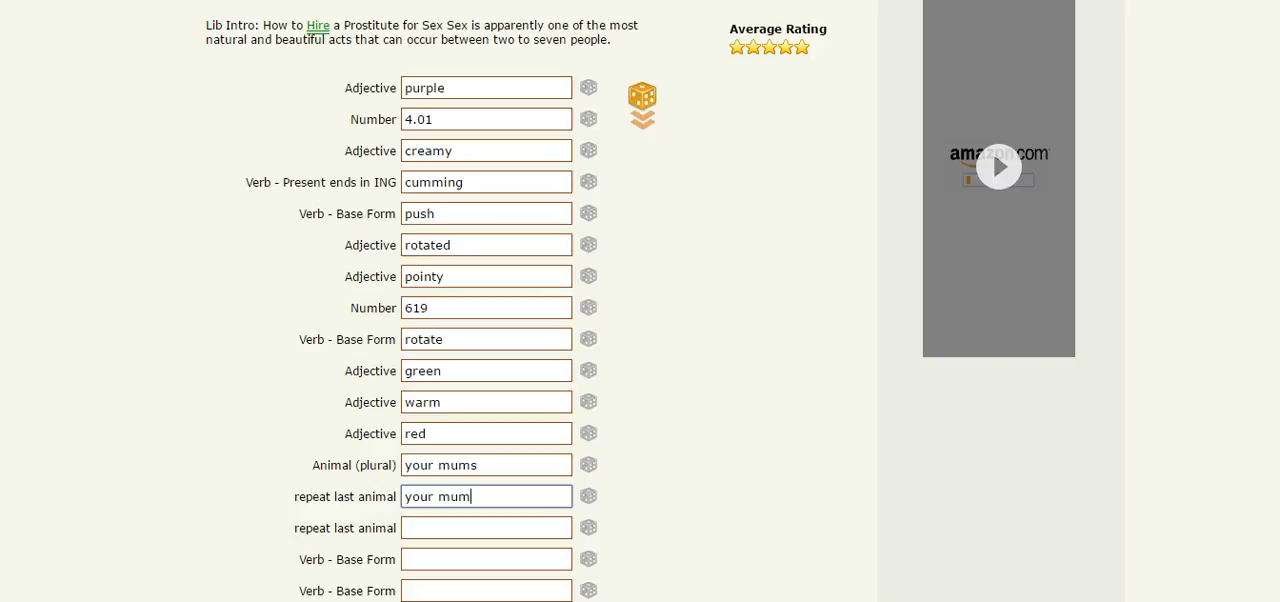 Lib Intro: How to Hire a Prostitute for Sex Sex is apparently one of the most
natural and beautiful acts that can occur between two to seven people.
Average Rating
Adjective purple
Number 4.01
Adjective creamy
Verb - Present ends in ING cumming
Verb - Base Form push
Adjective rotated
Adjective pointy
Number 619
Verb - Base Form rotate
Adjective green
Adjective warm
Adjective red
Animal (plural) your mums
repeat last animal your mum
repeat last animal
Verb - Base Form
Verb - Base Form
amazon.com